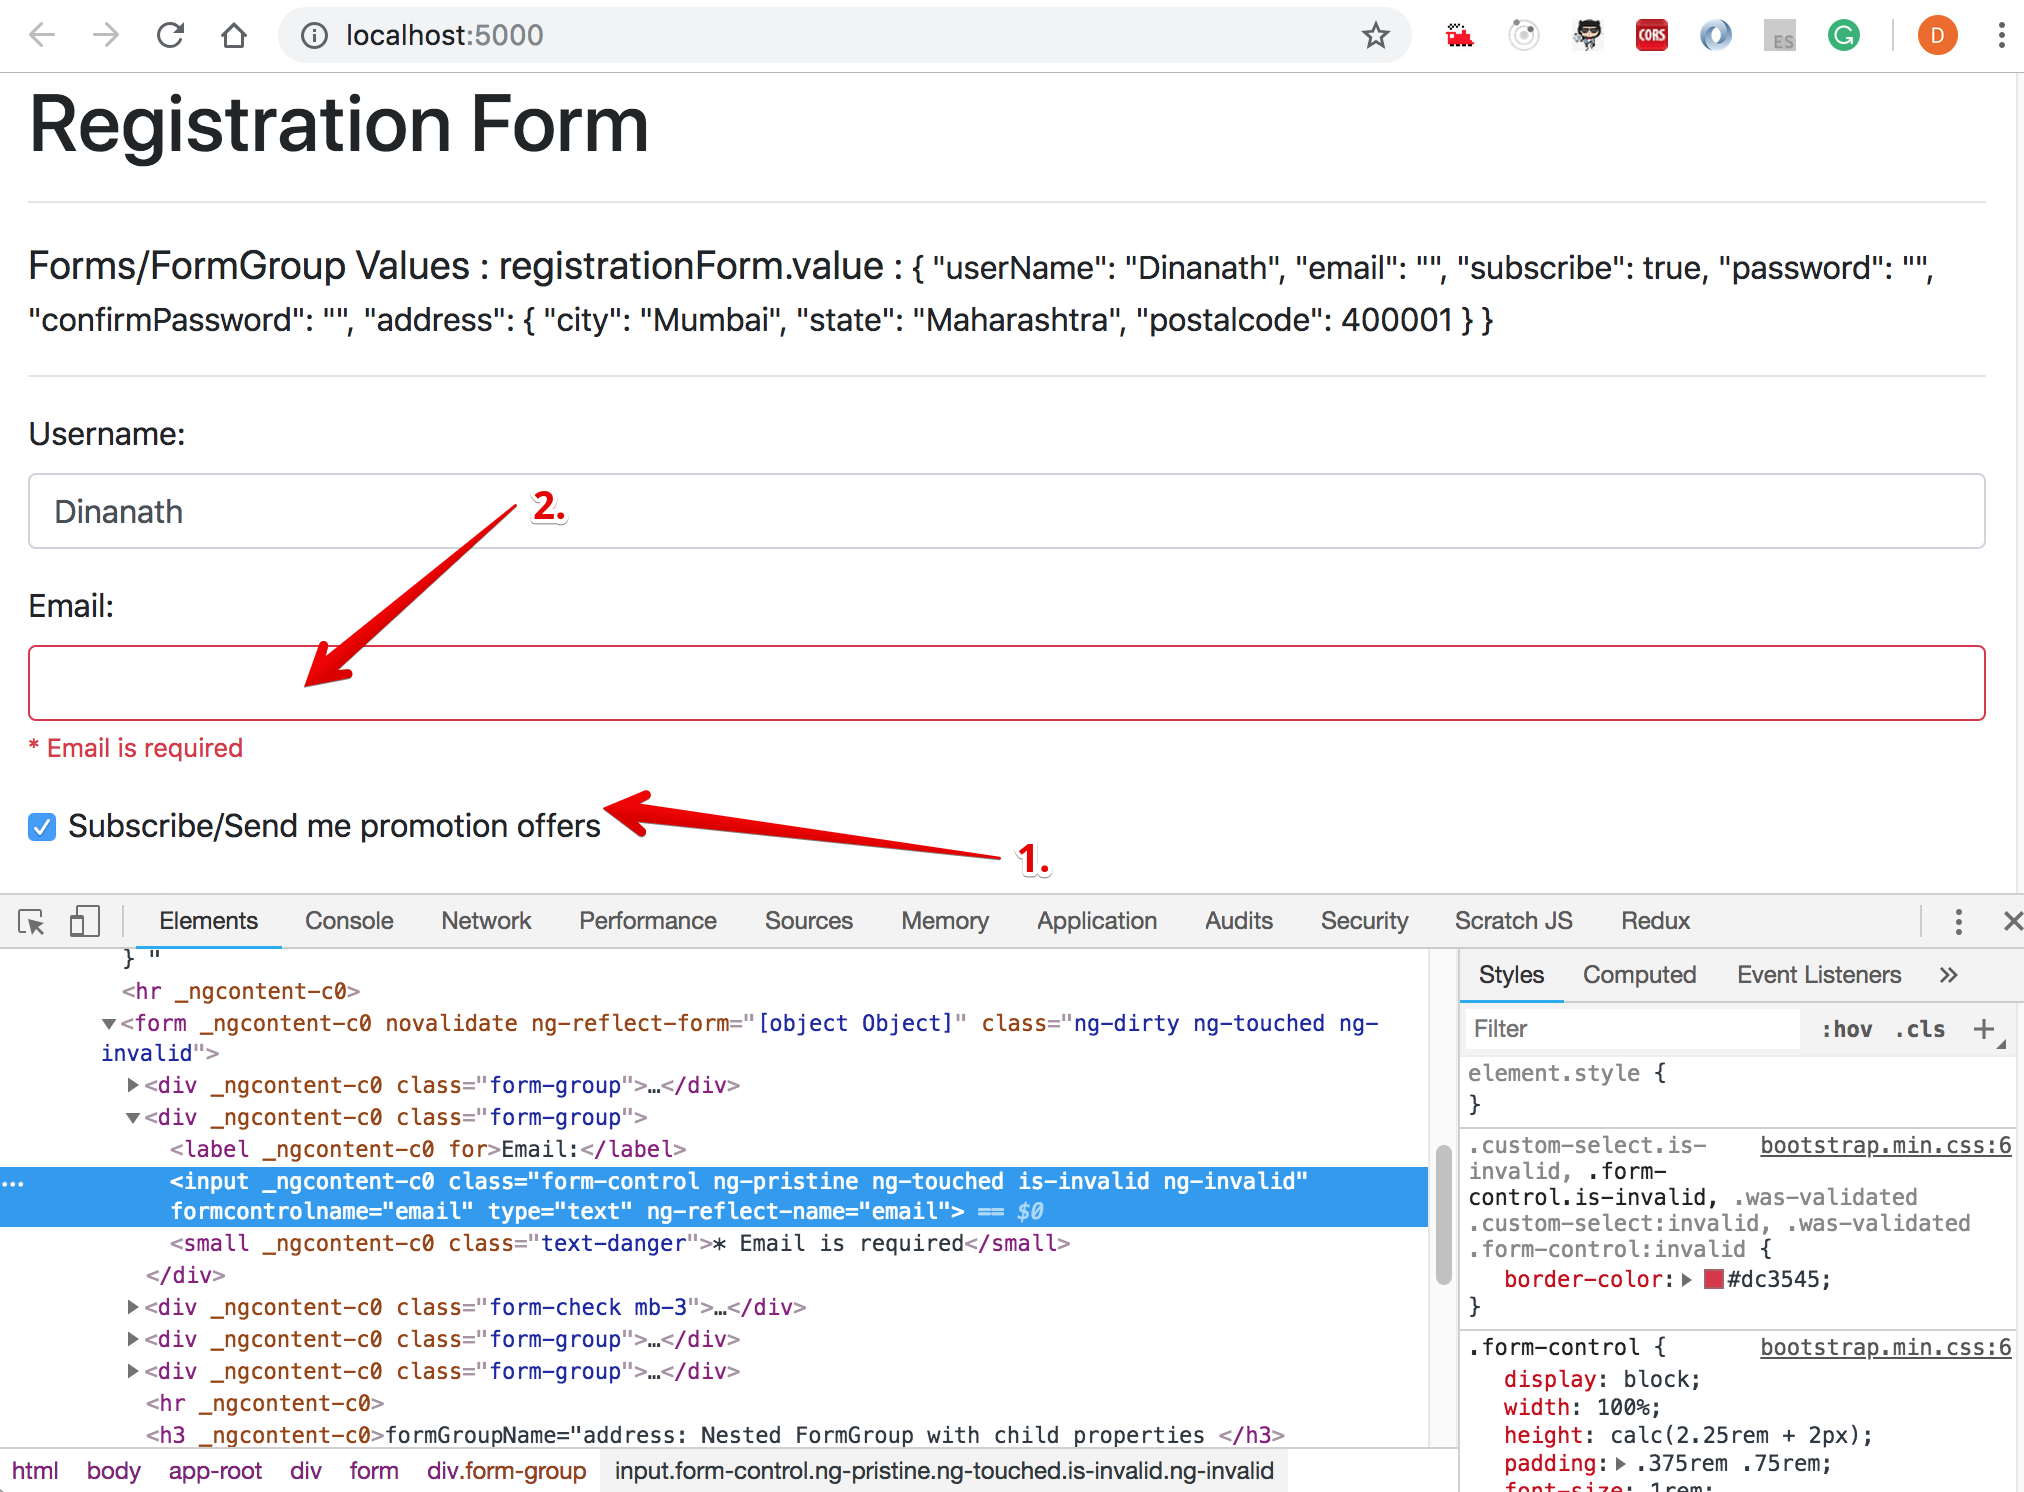 localhost:5000
CORS
ES
G
D
Registration Form
Forms/FormGroup Values : registrationForm.value : { "userName": "Dinanath", "email": "", "subscribe": true, "password": "",
"confirmPassword": "", "address": { "city": "Mumbai", "state": "Maharashtra", "postalcode": 400001 } }
Username:
Dinanath
2.
Email:
* Email is required
Subscribe/Send me promotion offers
1.
Elements Console Network Performance Sources Memory Application Audits Security Scratch JS Redux
} "
<hr _ngcontent-c0>
▼<form _ngcontent-c0 novalidate ng-reflect-form="[object Object]" class="ng-dirty ng-touched ng-
invalid">
▶<div _ngcontent-c0 class="form-group">…</div>
▼<div _ngcontent-c0 class="form-group">
<label _ngcontent-c0 for>Email:</label>
<input _ngcontent-c0 class="form-control ng-pristine ng-touched is-invalid ng-invalid"
formcontrolname="email" type="text" ng-reflect-name="email"> == $0
<small _ngcontent-c0 class="text-danger">* Email is required</small>
</div>
▶<div _ngcontent-c0 class="form-check mb-3">…</div>
▶<div _ngcontent-c0 class="form-group">…</div>
▶<div _ngcontent-c0 class="form-group">…</div>
<hr _ngcontent-c0>
<h3 _ngcontent-c0>formGroupName="address: Nested FormGroup with child properties </h3>
html body app-root div form div.form-group input.form-control.ng-pristine.ng-touched.is-invalid.ng-invalid
Styles Computed Event Listeners »
Filter :hov .cls +
element.style {
}
.custom-select.is- bootstrap.min.css:6
invalid, .form-
control.is-invalid, .was-validated
.custom-select:invalid, .was-validated
.form-control:invalid {
border-color:▶ #dc3545;
}
.form-control { bootstrap.min.css:6
display: block;
width: 100%;
height: calc(2.25rem + 2px);
padding:▶ .375rem .75rem;
font-size: 1rem;